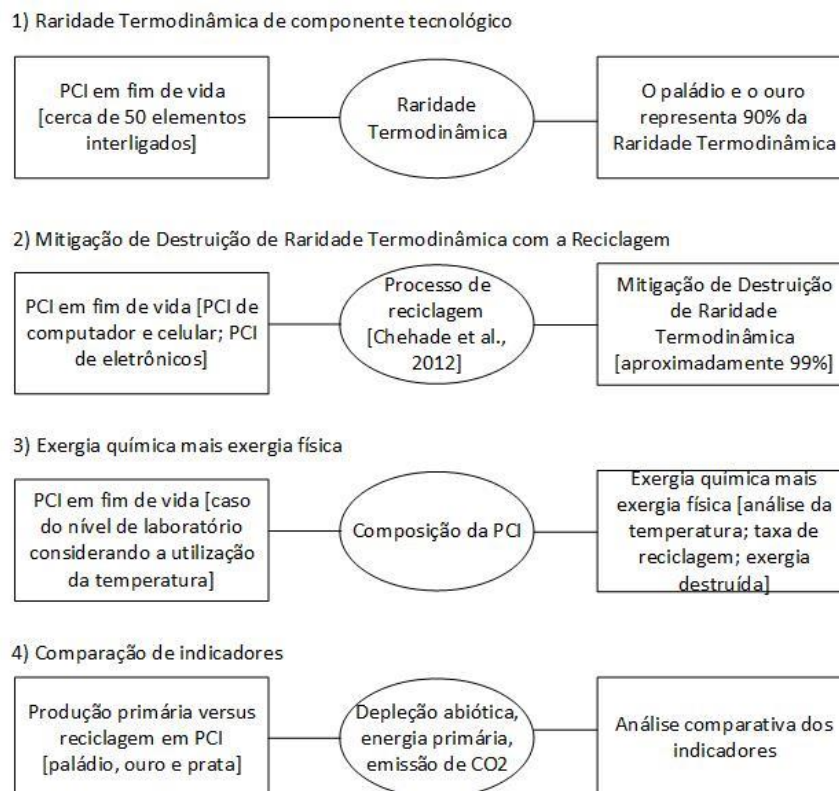 1) Raridade Termodinâmica de componente tecnológico
PCI em fim de vida
[cerca de 50 elementos
interligados]
Raridade
Termodinâmica
O paládio e o ouro
representa 90% da
Raridade Termodinâmica
2) Mitigação de Destruição de Raridade Termodinâmica com a Reciclagem
PCI em fim de vida [PCI de
computador e celular; PCI
de eletrônicos]
Processo de
reciclagem
[Chehade et al.,
2012]
Mitigação de Destruição
de Raridade
Termodinâmica
[aproximadamente 99%]
3) Exergia química mais exergia física
PCI em fim de vida [caso
do nível de laboratório
considerando a utilização
da temperatura]
Composição da PCI
Exergia química mais
exergia física [análise da
temperatura; taxa de
reciclagem; exergia
destruída]
4) Comparação de indicadores
Produção primária versus
reciclagem em PCI
[paládio, ouro e prata]
Depleção abiótica,
energia primária,
emissão de CO2
Análise comparativa dos
indicadores